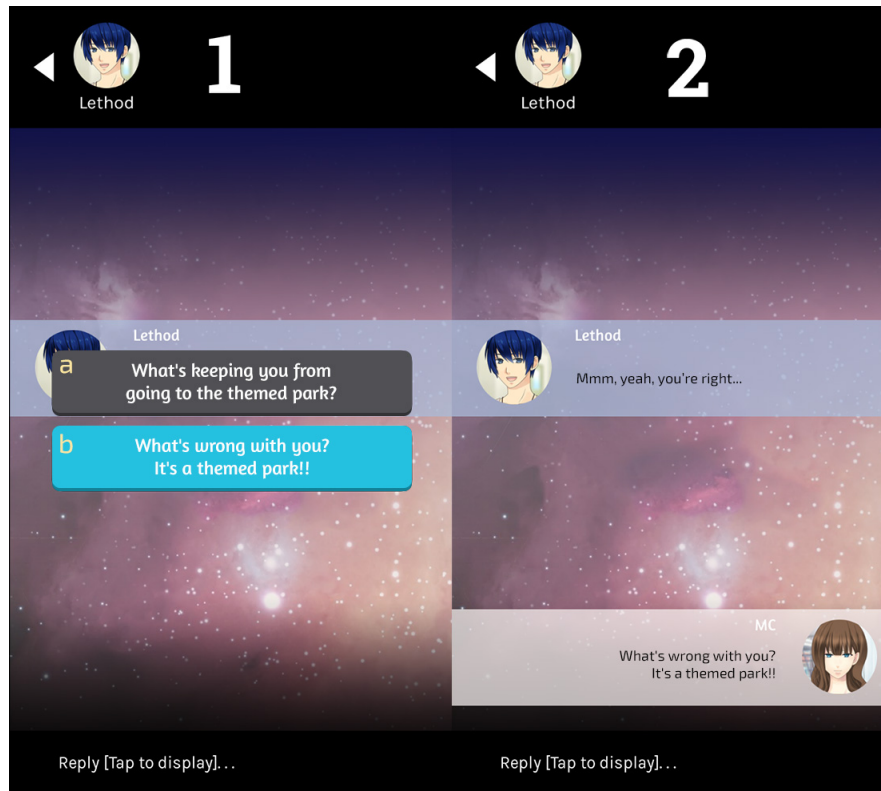 1
Lethod
Lethod
a
What's keeping you from
going to the themed park?
b
What's wrong with you?
It's a themed park!!
Reply [Tap to display]...
2
Lethod
Lethod
Mmm, yeah, you're right...
MC
What's wrong with you?
It's a themed park!!
Reply [Tap to display]...